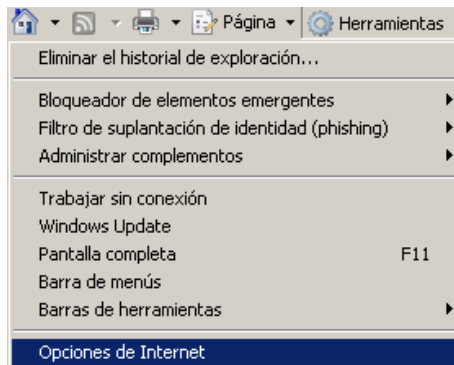 Página Herramientas
Eliminar el historial de exploración...
Bloqueador de elementos emergentes
Filtro de suplantación de identidad (phishing)
Administrar complementos
Trabajar sin conexión
Windows Update
Pantalla completa F11
Barra de menús
Barras de herramientas
Opciones de Internet